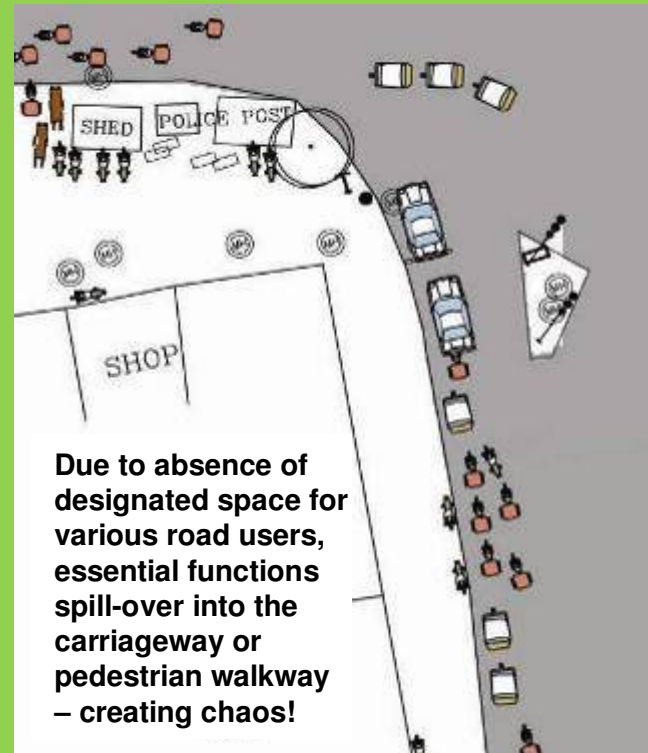 SHED
POLICE POST
SHOP
Due to absence of
designated space for
various road users,
essential functions
spill-over into the
carriageway or
pedestrian walkway
– creating chaos!